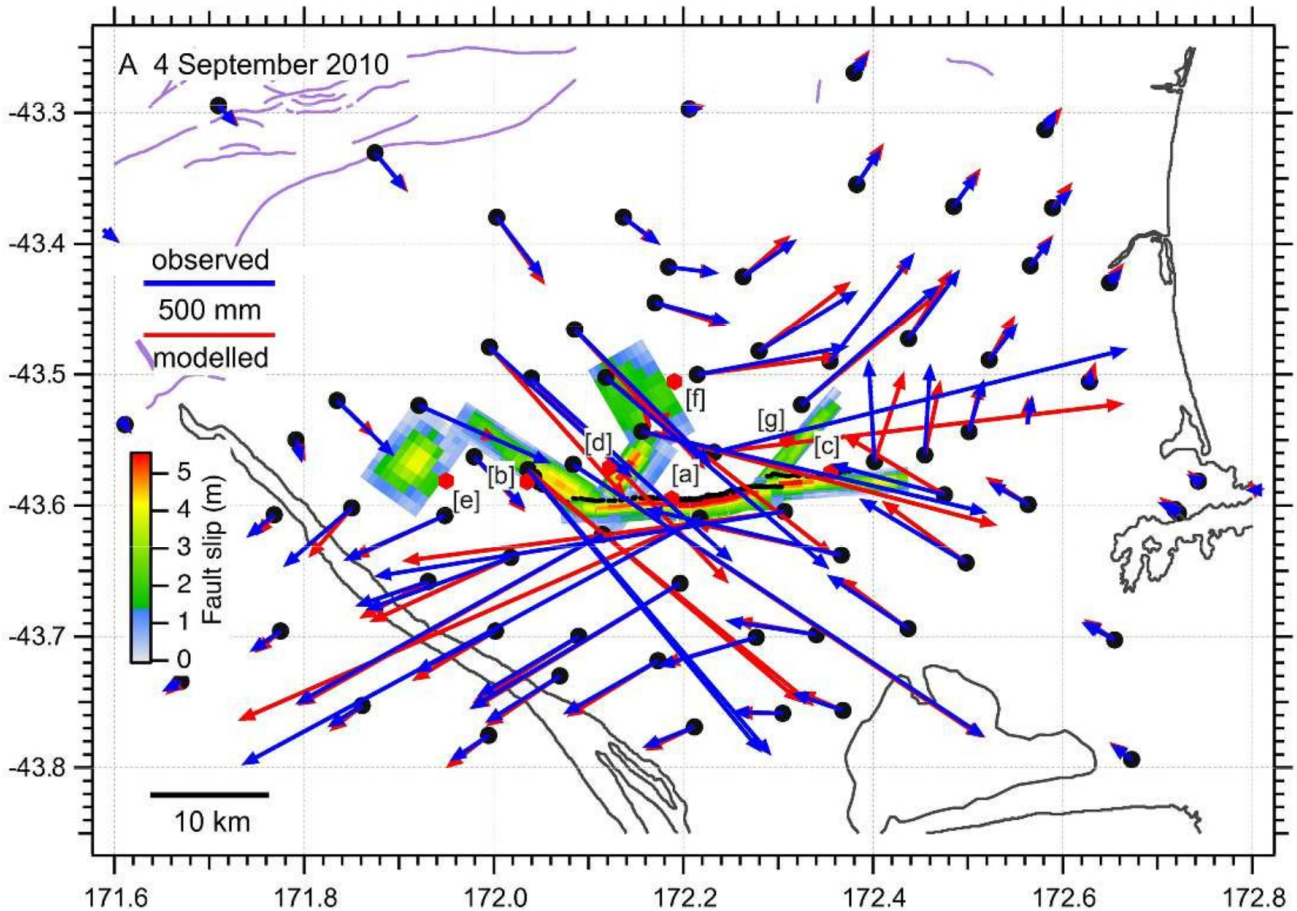 A 4 September 2010
-43.3
-43.4
observed
500 mm
modelled
-43.5
[f]
[g]
[c]
[d]
[a]
[b]
[e]
5
4
3
2
1
0
Fault slip (m)
-43.6
-43.7
-43.8
10 km
171.6
171.8
172.0
172.2
172.4
172.6
172.8